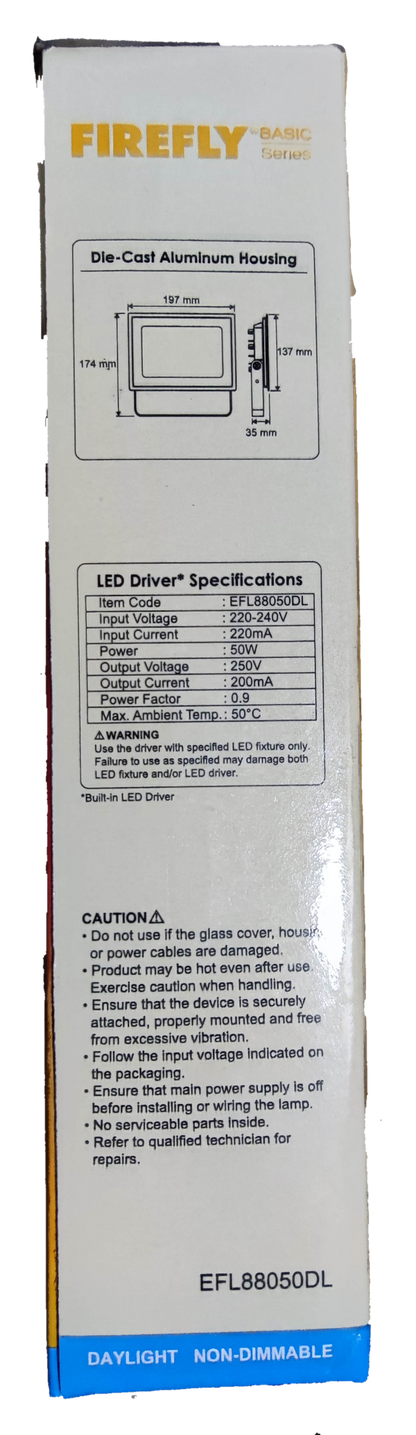 FIREFLY™ BASIC
Series
Die-Cast Aluminum Housing
197 mm
174 mm
137 mm
35 mm
LED Driver* Specifications
Item Code : EFL88050DL
Input Voltage : 220-240V
Input Current : 220mA
Power : 50W
Output Voltage : 250V
Output Current : 200mA
Power Factor : 0.9
Max. Ambient Temp.: 50°C
⚠WARNING
Use the driver with specified LED fixture only.
Failure to use as specified may damage both
LED fixture and/or LED driver.
*Built-in LED Driver
CAUTION⚠
• Do not use if the glass cover, housing
or power cables are damaged.
• Product may be hot even after use.
Exercise caution when handling.
• Ensure that the device is securely
attached, properly mounted and free
from excessive vibration.
• Follow the input voltage indicated on
the packaging.
• Ensure that main power supply is off
before installing or wiring the lamp.
• No serviceable parts inside.
• Refer to qualified technician for
repairs.
EFL88050DL
DAYLIGHT NON-DIMMABLE